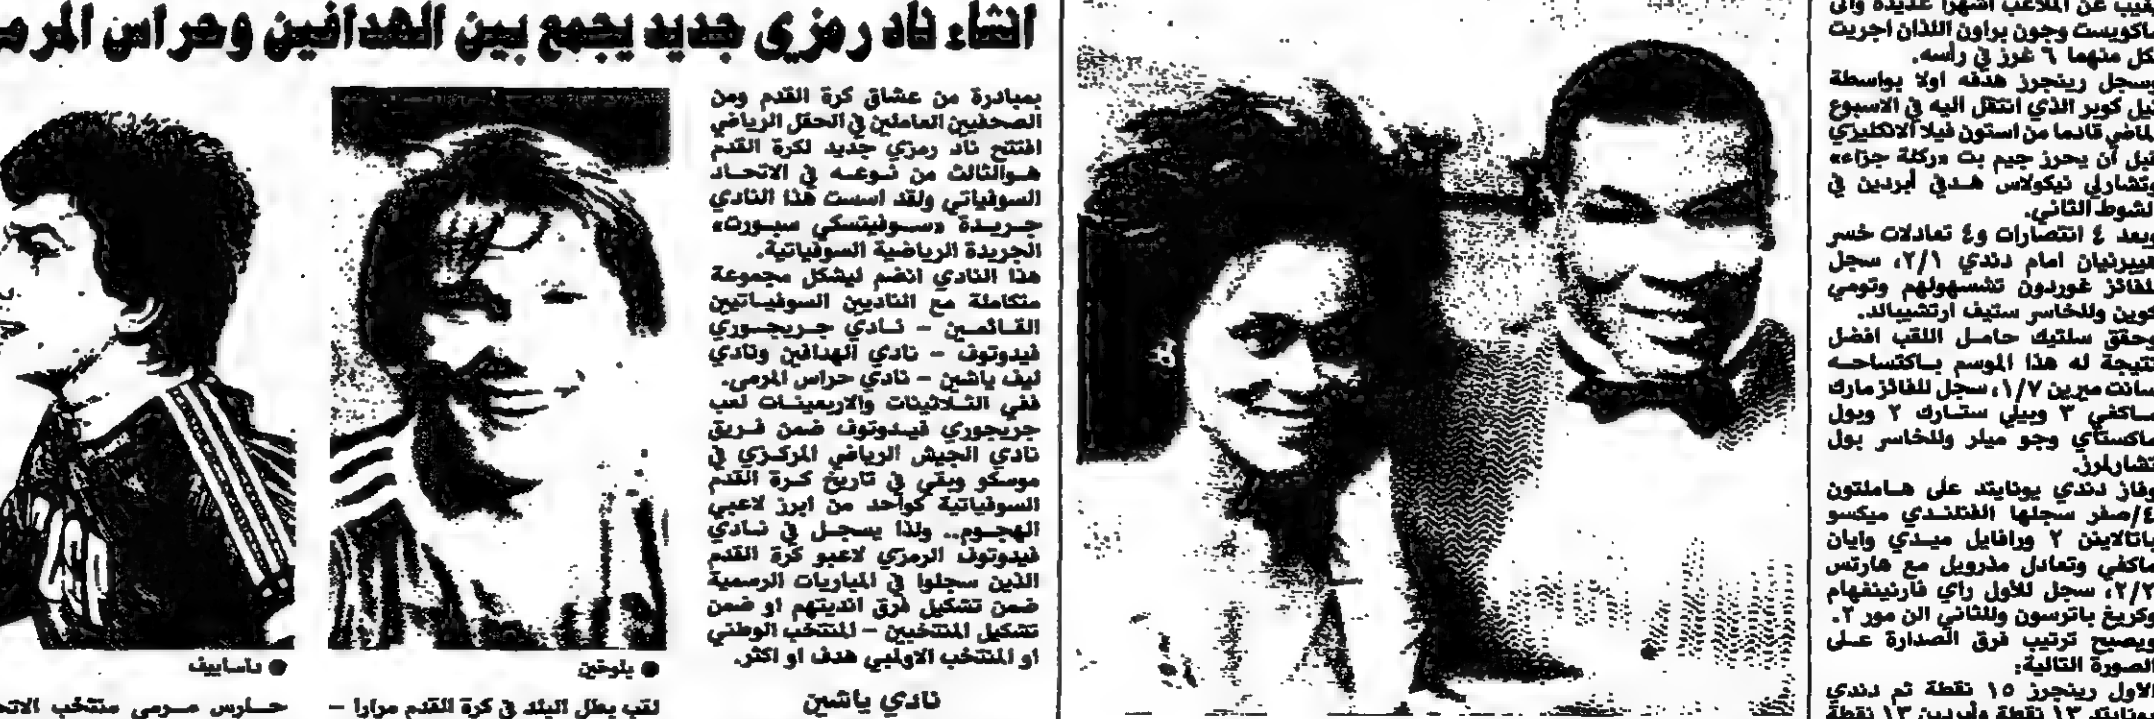 يغيب عن الملاعب اشهرا عديدة والى
ماكويست وجون براون اللذان اجريت
لكل منهما ٦ غرز في رأسه.
وسجل رينجرز هدفه اولا بواسطة
نيل كوبر الذي انتقل اليه في الاسبوع
الماضي قادما من استون فيلا الانكليزي
قبل أن يحرز جيم بت «ركلة جزاء»
وتشارلي نيكولاس هدفي أبردين في
الشوط الثاني.
وبعد ٤ انتصارات و٤ تعادلات خسر
هيبرنيان امام دندي ٢/١، سجل
للفائز غوردون تشسهولهم وتومي
كوين وللخاسر ستيف ارتشيبالد.
وحقق سلتيك حامل اللقب افضل
نتيجة له هذا الموسم باكتساحه
سانت ميرين ١/٧، سجل للفائز مارك
ماكغي ٣ وبيلي ستارك ٢ وبول
ماكستاي وجو ميلر وللخاسر بول
تشارلمرز.
وفاز دندي يونايتد على هاملتون
٤/صفر سجلها الفنلندي ميكسو
باتالاينن ٢ ورافايل ميدي وايان
ماكفي وتعادل مذرويل مع هارتس
٢/٢، سجل للأول راي فارنينغهام
وكريغ باترسون وللثاني الن مور ٢.
ويصبح ترتيب فرق الصدارة على
الصورة التالية:
الاول رينجرز ١٥ نقطة ثم دندي
يونايتد ١٣ نقطة وأبردين ١٣ نقطة
انشاء ناد رمزي جديد يجمع بين الهدافين وحراس المرمى
بمبادرة من عشاق كرة القدم ومن
الصحفيين العاملين في الحقل الرياضي
افتتح ناد رمزي جديد لكرة القدم
هوالثالث من نوعه في الاتحاد
السوفياتي ولقد اسست هذا النادي
جريدة «سوفيتسكي سبورت»
الجريدة الرياضية السوفياتية.
هذا النادي انضم ليشكل مجموعة
متكاملة مع الناديين السوفياتيين
القائمين - نادي جريجوري
فيدوتوف - نادي الهدافين ونادي
ليف ياشين - نادي حراس المرمى.
ففي الثلاثينات والاربعينات لعب
جريجوري فيدوتوف ضمن فريق
نادي الجيش الرياضي المركزي في
موسكو وبقي في تاريخ كرة القدم
السوفياتية كواحد من أبرز لاعبي
الهجوم.. ولذا يسجل في نادي
فيدوتوف الرمزي لاعبو كرة القدم
الذين سجلوا في المباريات الرسمية
ضمن تشكيل فرق انديتهم او ضمن
تشكيل المنتخبين - المنتخب الوطني
او المنتخب الاولمبي هدف او اكثر.
نادي ياشين
● بلوخين
لقب بطل البلد في كرة القدم مرارا -
● داساييف
حارس مرمى منتخب